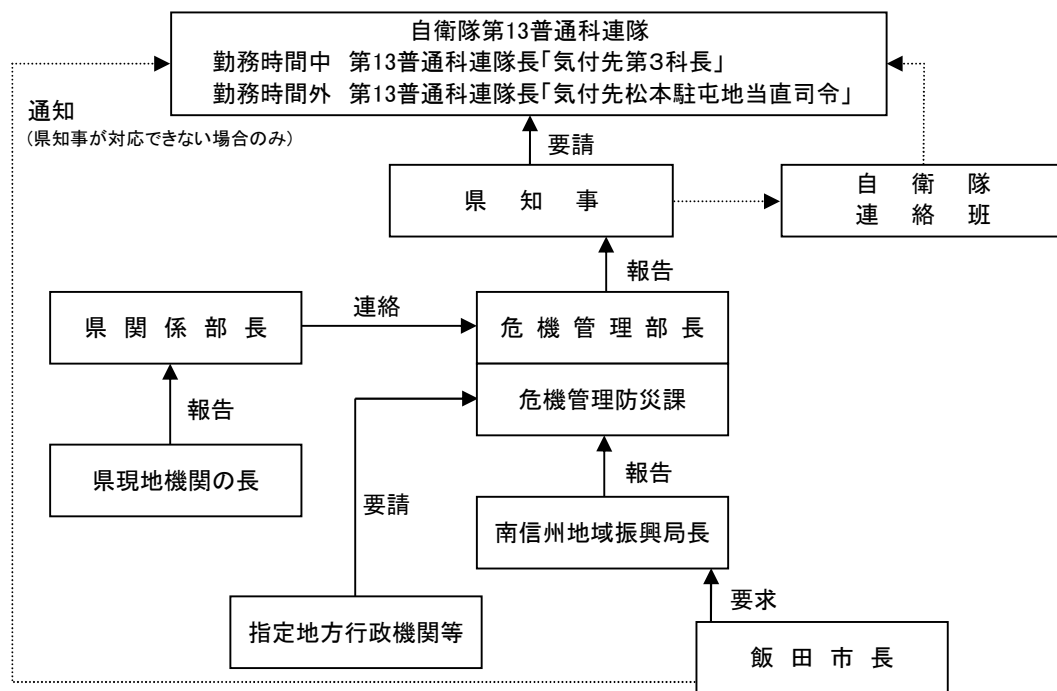 自衛隊第13普通科連隊
勤務時間中 第13普通科連隊長「気付先第3科長」
勤務時間外 第13普通科連隊長「気付先松本駐屯地当直司令」
通知
(県知事が対応できない場合のみ)
要請
県 知 事
自 衛 隊
連 絡 班
報告
県 関 係 部 長
連絡
危 機 管 理 部 長
危機管理防災課
報告
県現地機関の長
要請
報告
南信州地域振興局長
指定地方行政機関等
要求
飯 田 市 長